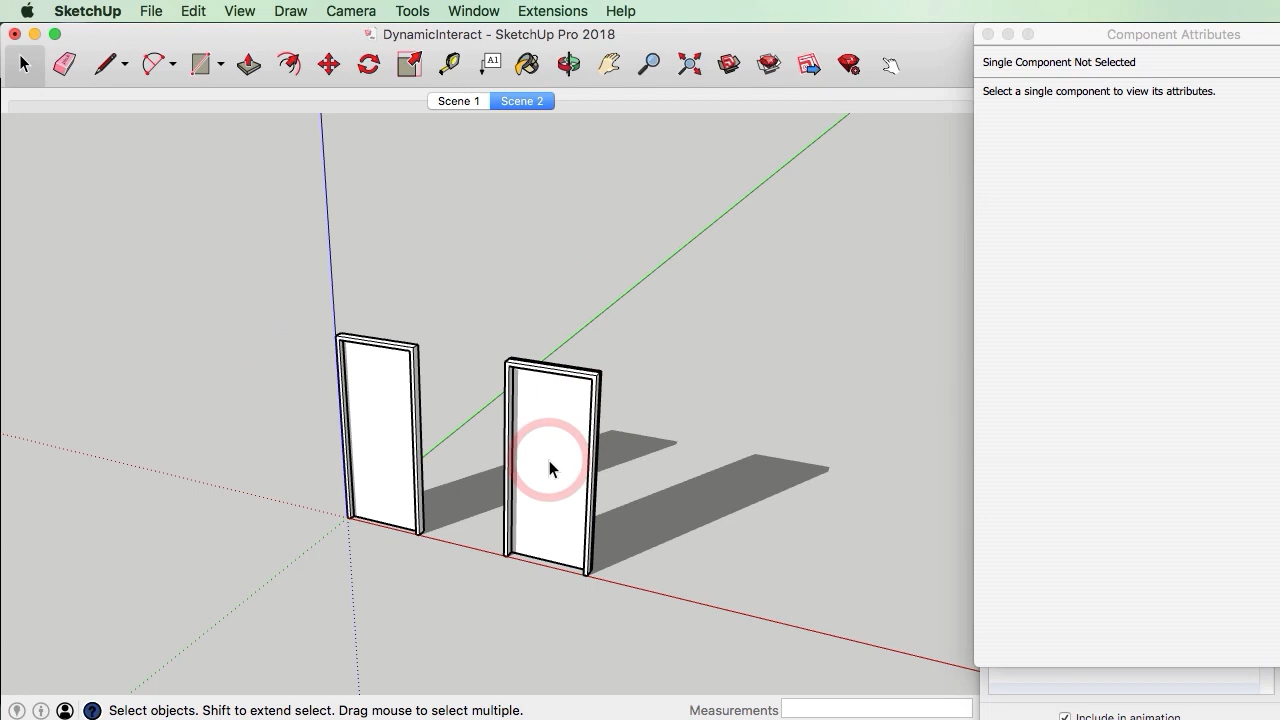 SketchUp File Edit View Draw Camera Tools Window Extensions Help
DynamicInteract - SketchUp Pro 2018
Component Attributes
A1
Single Component Not Selected
Select a single component to view its attributes.
Scene 1 Scene 2
Select objects. Shift to extend select. Drag mouse to select multiple.
Measurements
Include in animation